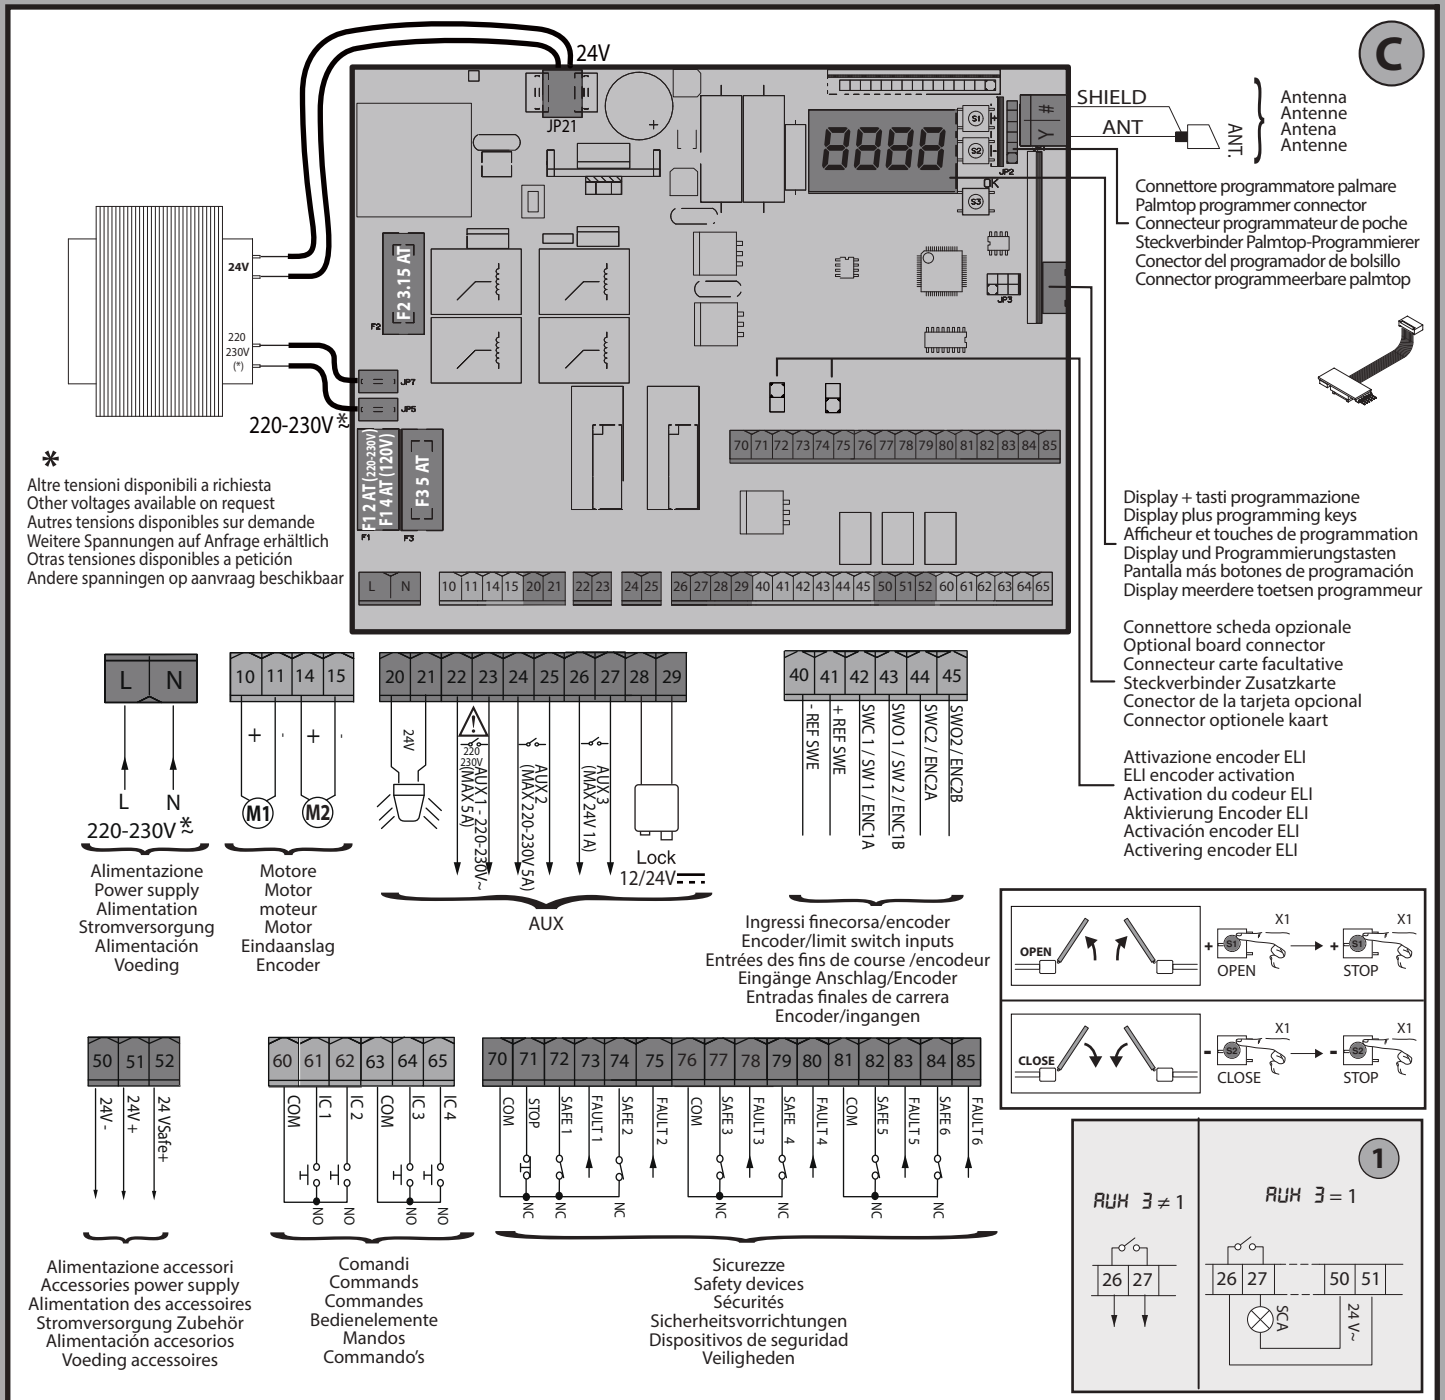 C
24V
JP21
+
8888
S1
+
S2
-
JP2
OK
S3
#
Y
SHIELD
ANT
ANT.
Antenna
Antenne
Antena
Antenne
Connettore programmatore palmare
Palmtop programmer connector
Connecteur programmateur de poche
Steckverbinder Palmtop-Programmierer
Conector del programador de bolsillo
Connector programmeerbare palmtop
JP3
24V
220
230V
(*)
F2 3.15 AT
F2
JP7
JP5
220-230V *~
F1 2 AT (220-230V)
F1 4 AT (120V)
F1
F3 5 AT
F3
*
Altre tensioni disponibili a richiesta
Other voltages available on request
Autres tensions disponibles sur demande
Weitere Spannungen auf Anfrage erhältlich
Otras tensiones disponibles a petición
Andere spanningen op aanvraag beschikbaar
70 71 72 73 74 75 76 77 78 79 80 81 82 83 84 85
L N
10 11 14 15 20 21 22 23 24 25 26 27 28 29 40 41 42 43 44 45 50 51 52 60 61 62 63 64 65
Display + tasti programmazione
Display plus programming keys
Afficheur et touches de programmation
Display und Programmierungstasten
Pantalla más botones de programación
Display meerdere toetsen programmeur
Connettore scheda opzionale
Optional board connector
Connecteur carte facultative
Steckverbinder Zusatzkarte
Conector de la tarjeta opcional
Connector optionele kaart
Attivazione encoder ELI
ELI encoder activation
Activation du codeur ELI
Aktivierung Encoder ELI
Activación encoder ELI
Activering encoder ELI
L N
L N
220-230V *~
Alimentazione
Power supply
Alimentation
Stromversorgung
Alimentación
Voeding
10 11 14 15
+ - + -
M1 M2
Motore
Motor
moteur
Motor
Eindaanslag
Encoder
20 21 22 23 24 25 26 27 28 29
24V
220
230V
AUX 1 - 220-230V~
(MAX 5A)
AUX 2
(MAX 220-230V 5A)
AUX 3
(MAX 24V 1A)
Lock
12/24V
AUX
40 41 42 43 44 45
- REF SWE
+ REF SWE
SWC 1 / SW 1 / ENC1A
SWO 1 / SW 2 / ENC1B
SWC2 / ENC2A
SWO2 / ENC2B
Ingressi finecorsa/encoder
Encoder/limit switch inputs
Entrées des fins de course /encodeur
Eingänge Anschlag/Encoder
Entradas finales de carrera
Encoder/ingangen
OPEN
+ S1 X1
OPEN
+ S1 X1
STOP
CLOSE
- S2 X1
CLOSE
- S2 X1
STOP
50 51 52
24V -
24V +
24 VSafe+
Alimentazione accessori
Accessories power supply
Alimentation des accessoires
Stromversorgung Zubehör
Alimentación accesorios
Voeding accessoires
60 61 62 63 64 65
COM
IC 1
IC 2
COM
IC 3
IC 4
NO
NO
NO
NO
Comandi
Commands
Commandes
Bedienelemente
Mandos
Commando's
70 71 72 73 74 75 76 77 78 79 80 81 82 83 84 85
COM
STOP
SAFE 1
FAULT 1
SAFE 2
FAULT 2
COM
SAFE 3
FAULT 3
SAFE 4
FAULT 4
COM
SAFE 5
FAULT 5
SAFE 6
FAULT 6
NC
NC
NC
NC
NC
NC
NC
Sicurezze
Safety devices
Sécurités
Sicherheitsvorrichtungen
Dispositivos de seguridad
Veiligheden
1
AUX 3 ≠ 1
26 27
AUX 3 = 1
26 27 50 51
SCA
24 V~